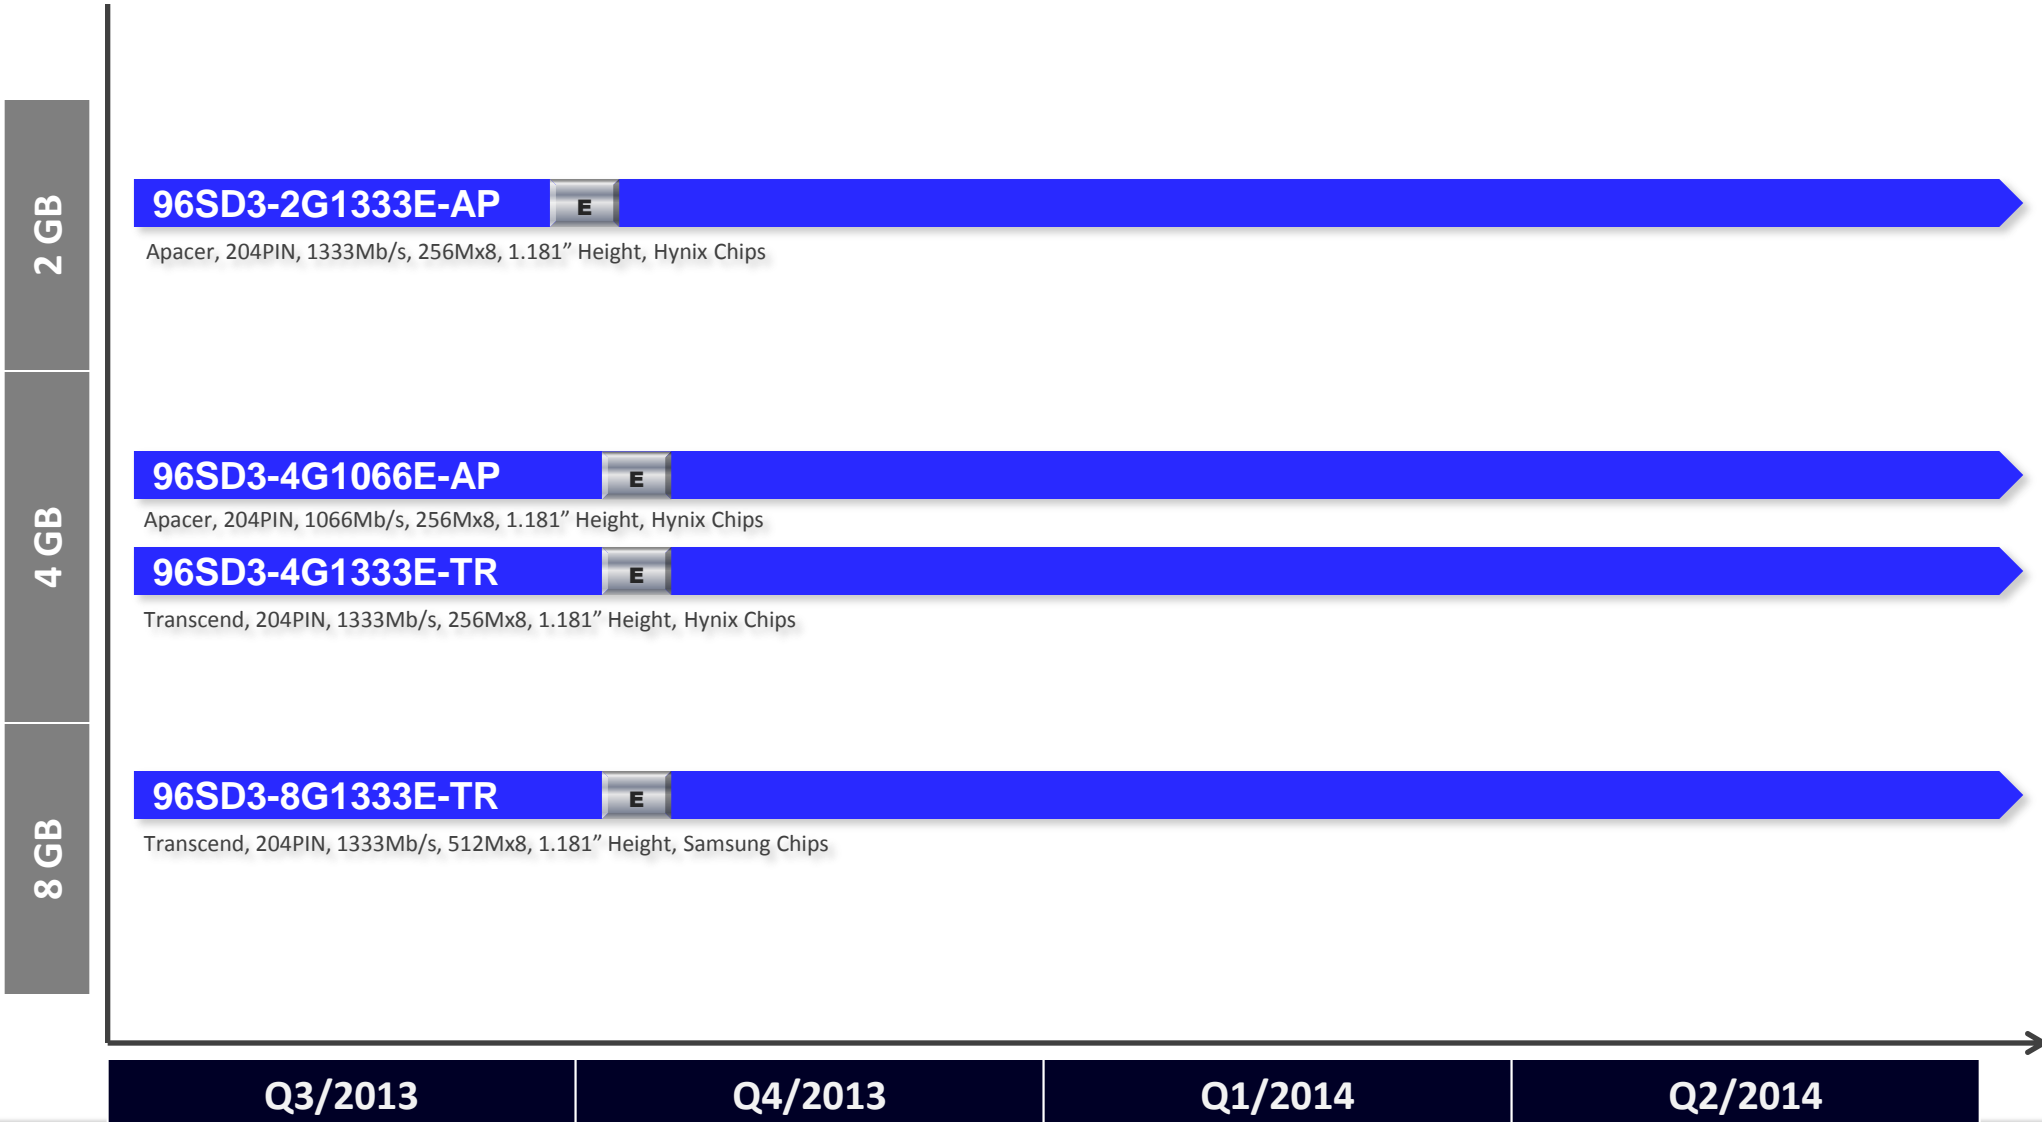 2 GB
96SD3-2G1333E-AP E
Apacer, 204PIN, 1333Mb/s, 256Mx8, 1.181” Height, Hynix Chips
4 GB
96SD3-4G1066E-AP E
Apacer, 204PIN, 1066Mb/s, 256Mx8, 1.181” Height, Hynix Chips
96SD3-4G1333E-TR E
Transcend, 204PIN, 1333Mb/s, 256Mx8, 1.181” Height, Hynix Chips
8 GB
96SD3-8G1333E-TR E
Transcend, 204PIN, 1333Mb/s, 512Mx8, 1.181” Height, Samsung Chips
Q3/2013 Q4/2013 Q1/2014 Q2/2014